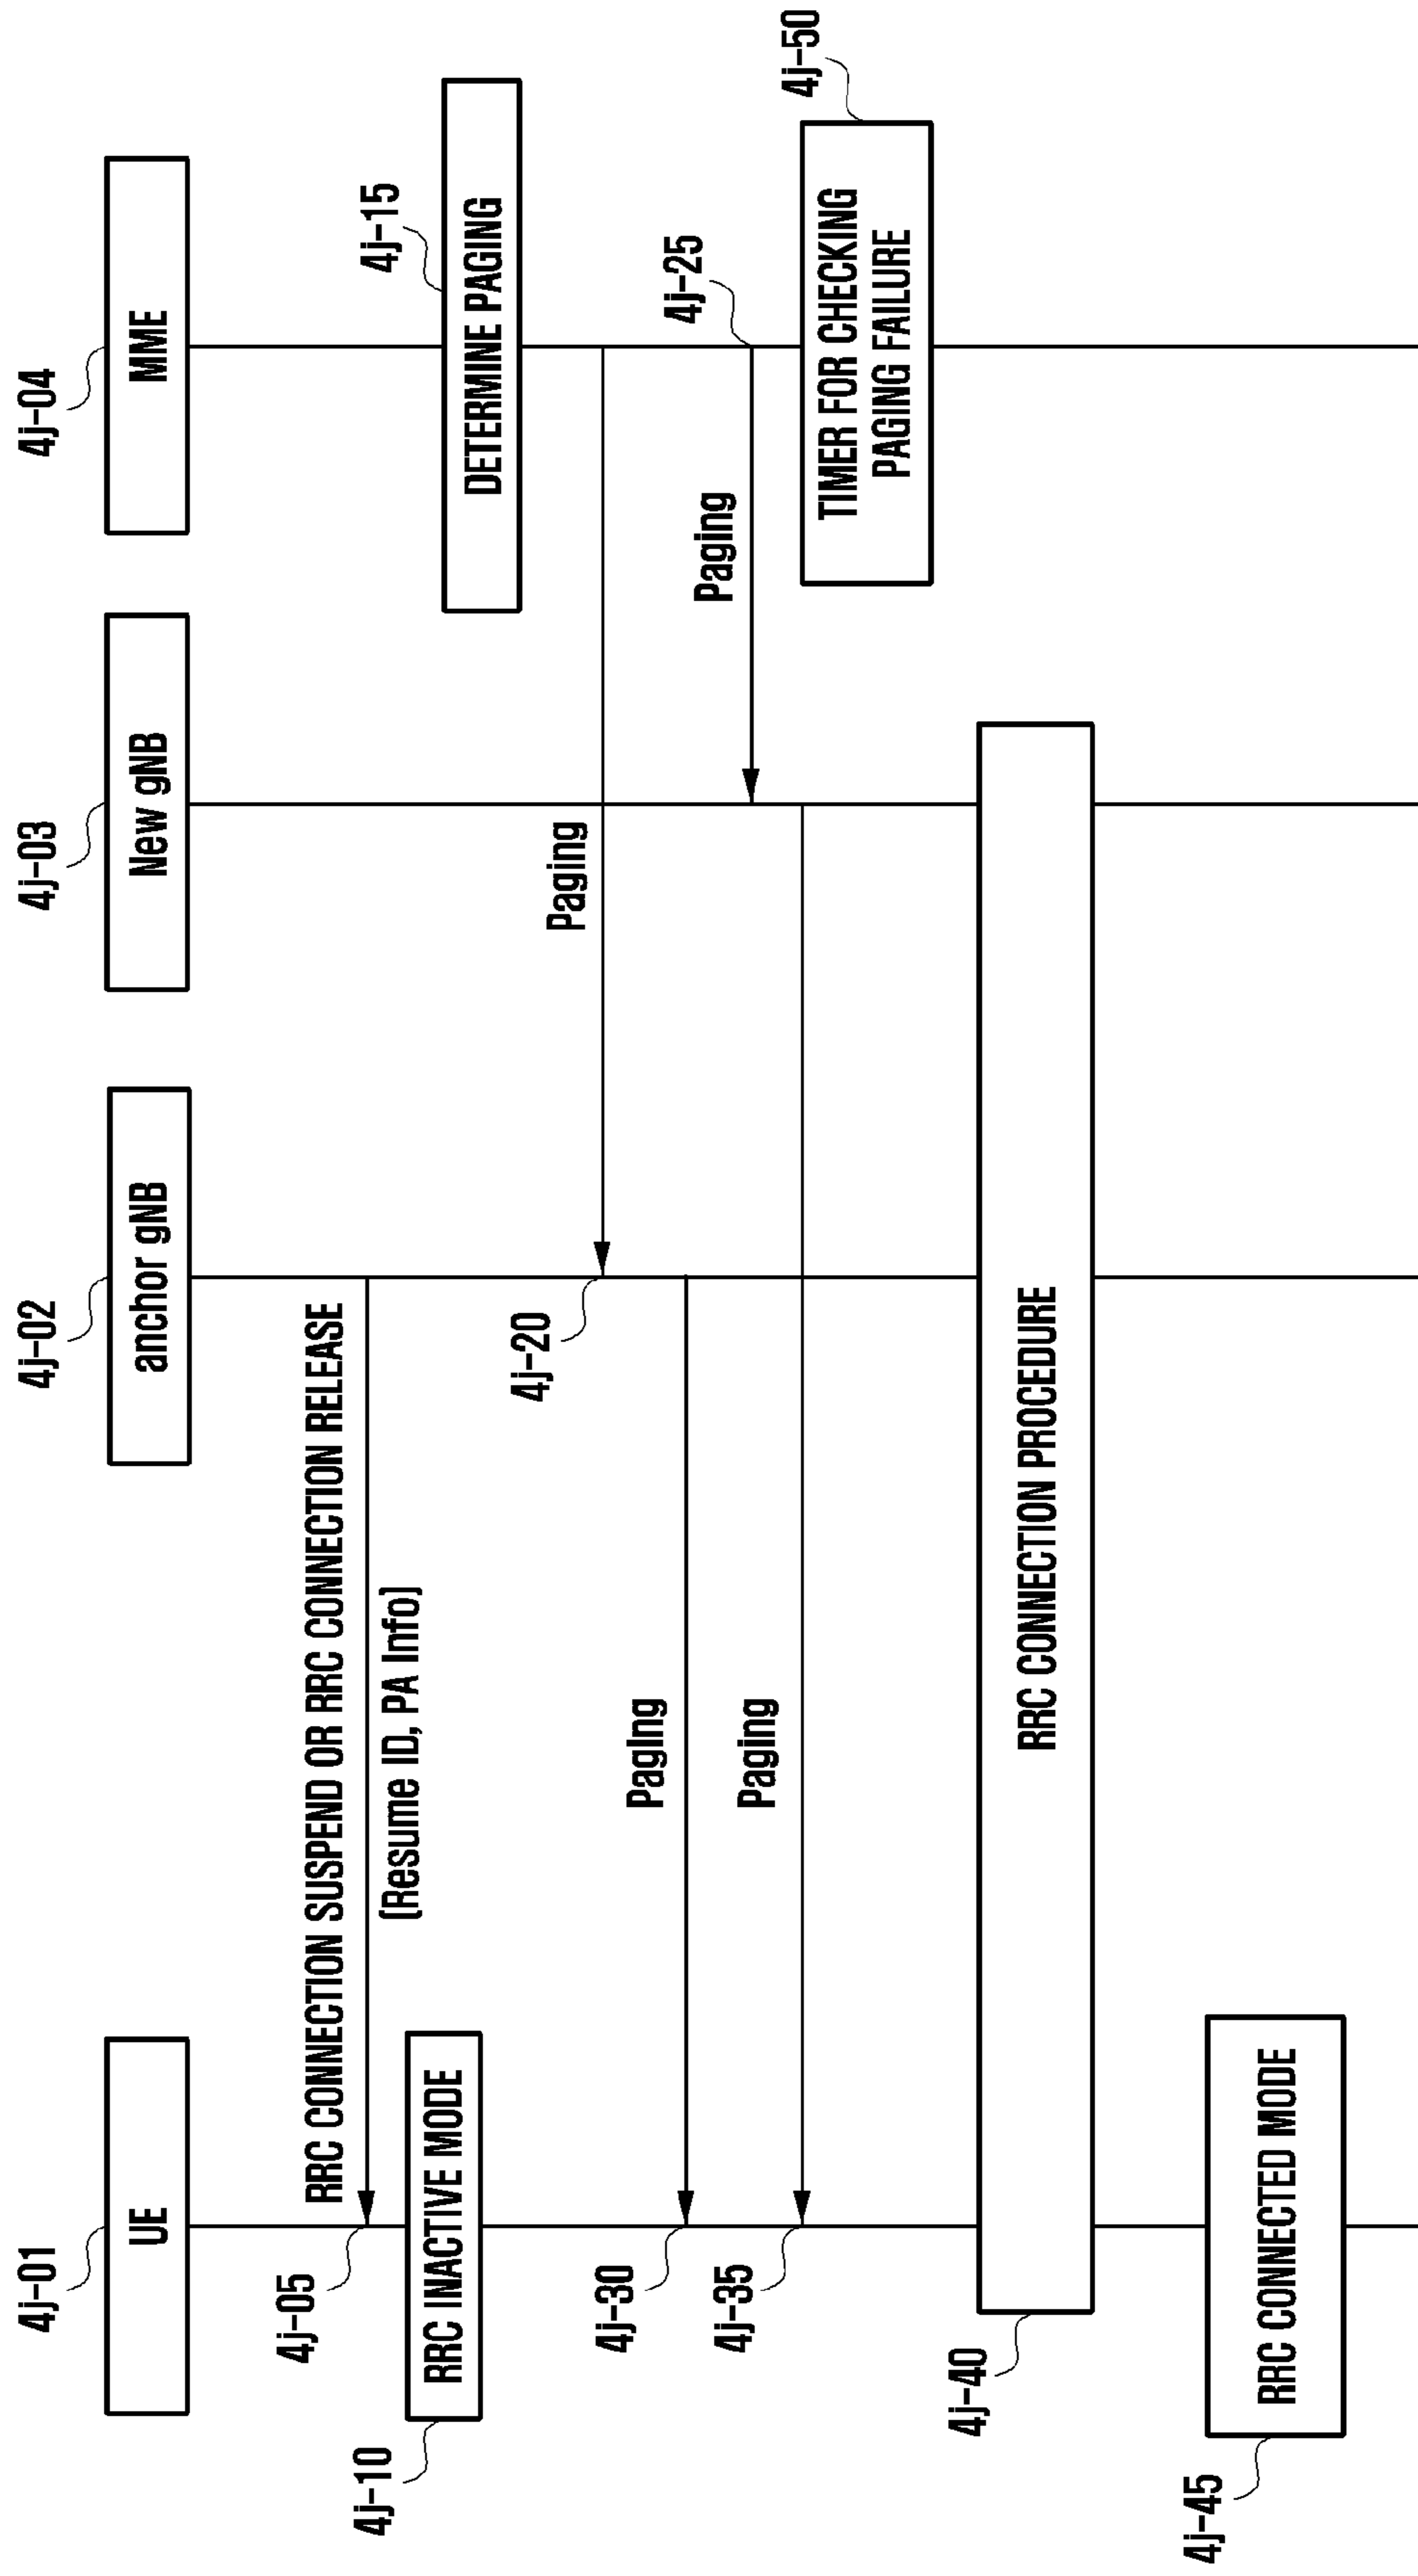 4j-01
4j-02
4j-03
4j-04
UE
anchor gNB
New gNB
MME
4j-05
RRC CONNECTION SUSPEND OR RRC CONNECTION RELEASE
(Resume ID, PA Info)
4j-10
RRC INACTIVE MODE
4j-15
DETERMINE PAGING
4j-20
Paging
4j-30
Paging
4j-25
Paging
4j-35
Paging
4j-50
TIMER FOR CHECKING
PAGING FAILURE
4j-40
RRC CONNECTION PROCEDURE
4j-45
RRC CONNECTED MODE